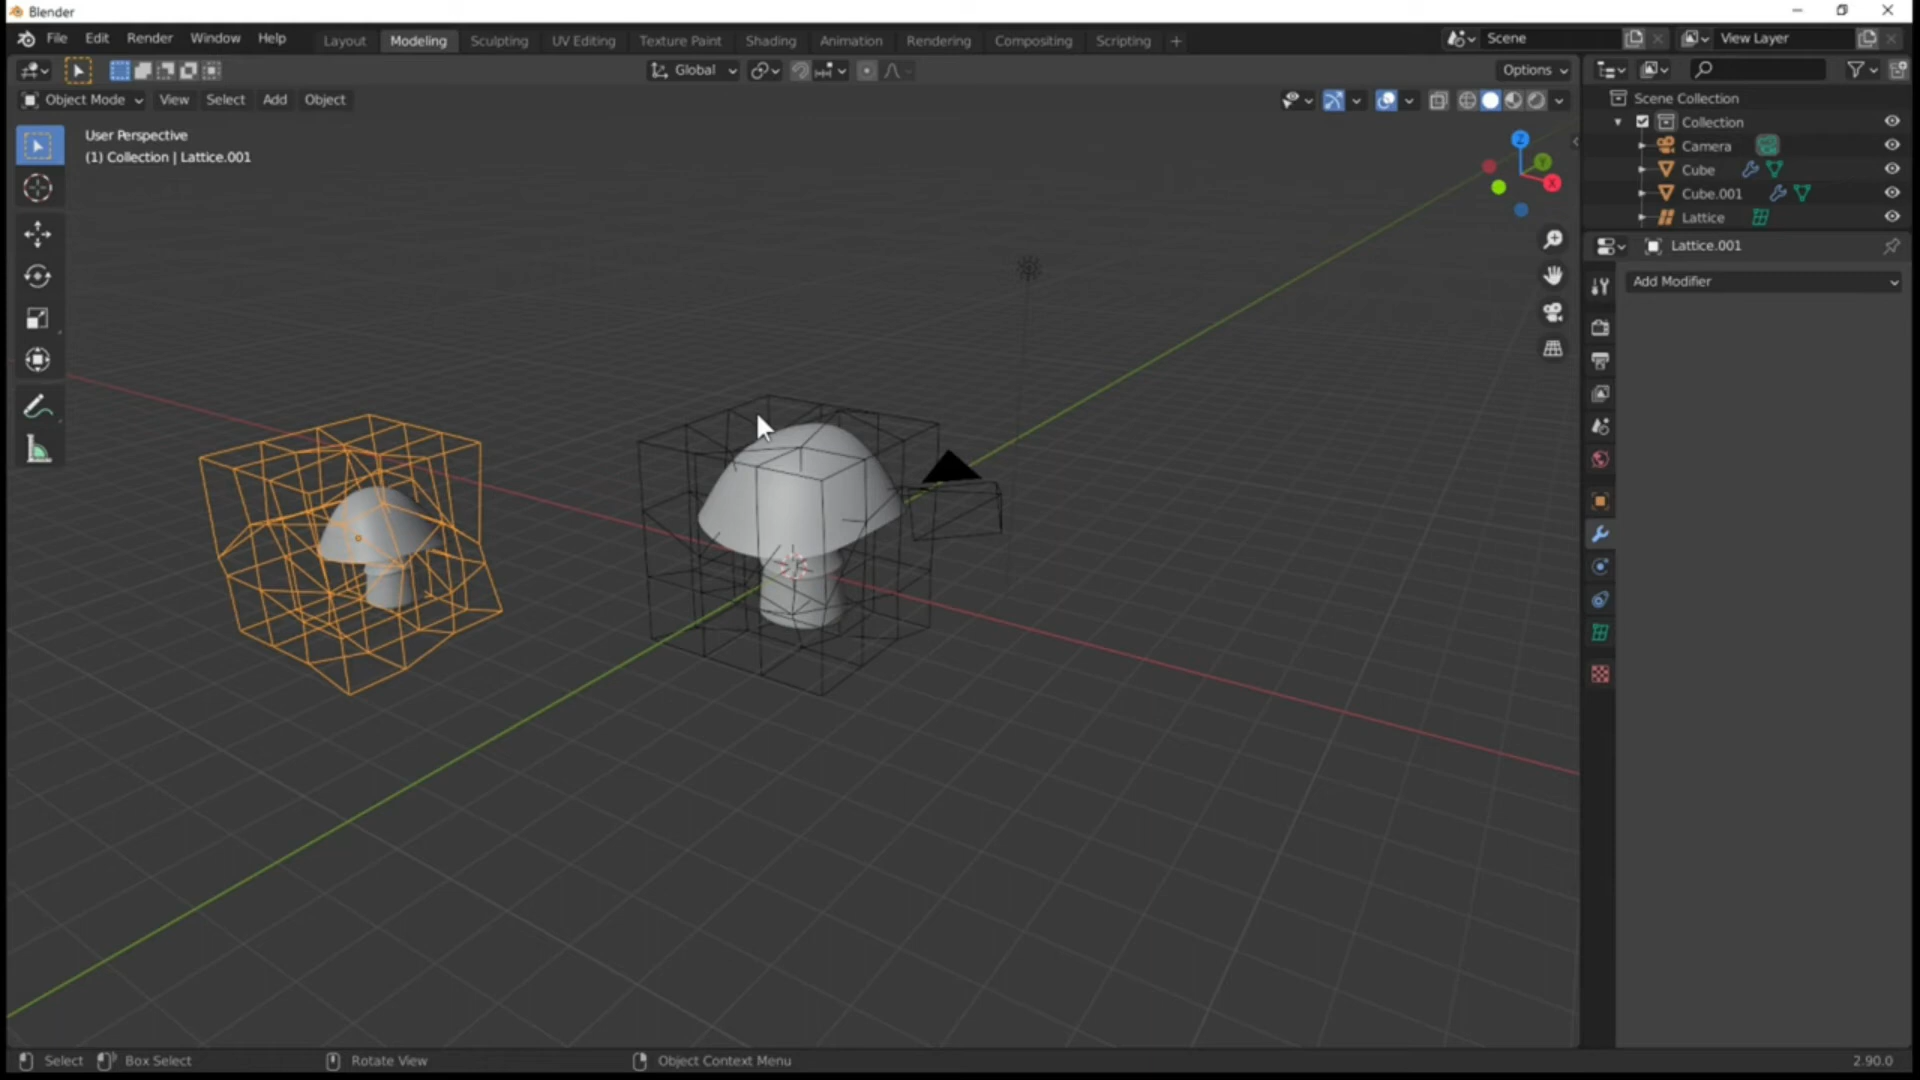 Blender
File Edit Render Window Help Layout Modeling Sculpting UV Editing Texture Paint Shading Animation Rendering Compositing Scripting + Scene View Layer
Global Options
Object Mode View Select Add Object
User Perspective
(1) Collection | Lattice.001
Z
Y
X
Scene Collection
Collection
Camera
Cube
Cube.001
Lattice
Lattice.001
Add Modifier
Select Box Select Rotate View Object Context Menu 2.90.0